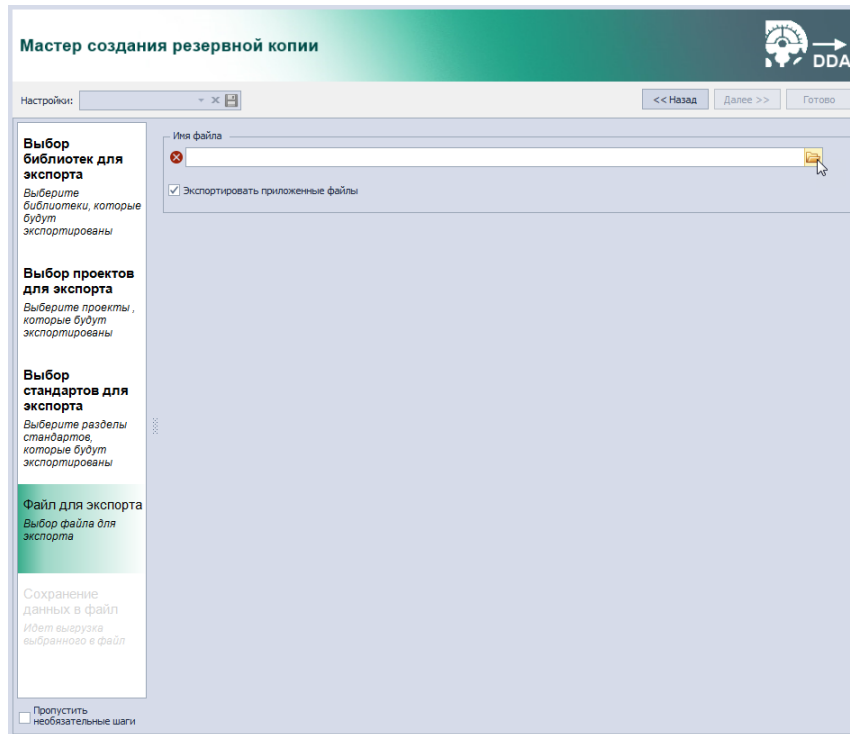 Мастер создания резервной копии
DDA
Настройки:
<< Назад
Далее >>
Готово
Выбор
библиотек для
экспорта
Выберите
библиотеки, которые
будут
экспортированы
Выбор проектов
для экспорта
Выберите проекты ,
которые будут
экспортированы
Выбор
стандартов для
экспорта
Выберите разделы
стандартов,
которые будут
экспортированы
Файл для экспорта
Выбор файла для
экспорта
Сохранение
данных в файл
Идет выгрузка
выбранного в файл
Пропустить
необязательные шаги
Имя файла
Экспортировать приложенные файлы